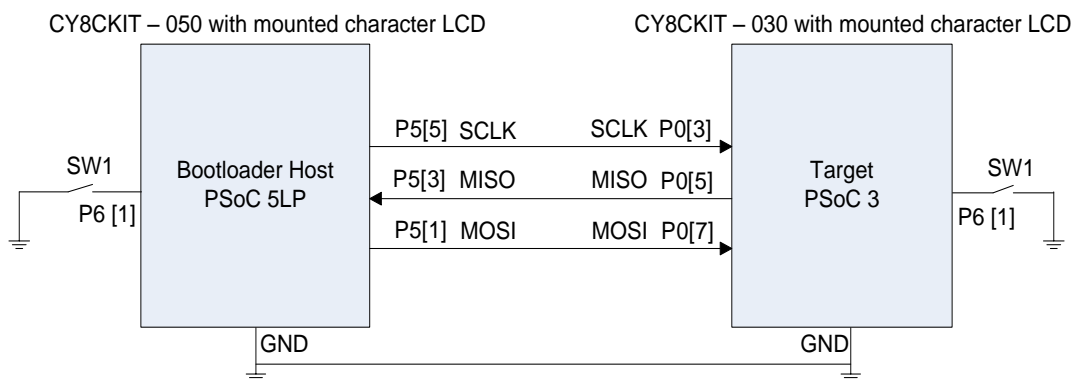 CY8CKIT – 050 with mounted character LCD
CY8CKIT – 030 with mounted character LCD
SW1
P6 [1]
Bootloader Host
PSoC 5LP
P5[5] SCLK
SCLK P0[3]
P5[3] MISO
MISO P0[5]
P5[1] MOSI
MOSI P0[7]
Target
PSoC 3
SW1
P6 [1]
GND
GND